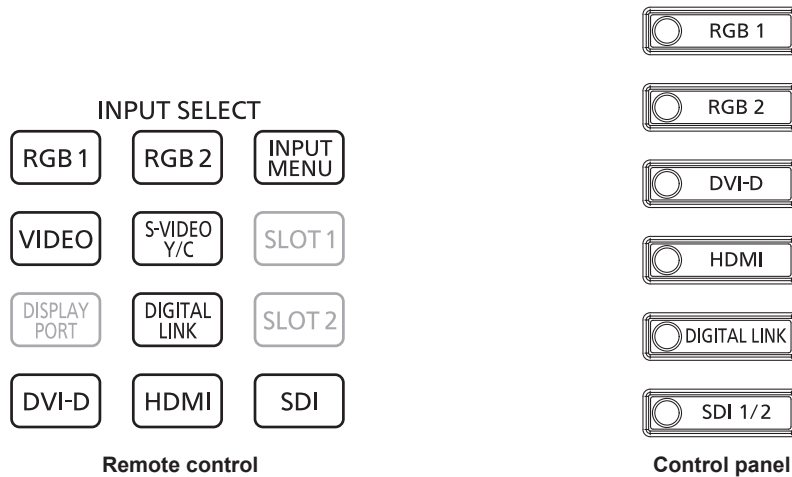 INPUT SELECT
RGB 1
RGB 2
INPUT
MENU
VIDEO
S-VIDEO
Y/C
SLOT 1
DISPLAY
PORT
DIGITAL
LINK
SLOT 2
DVI-D
HDMI
SDI
Remote control
RGB 1
RGB 2
DVI-D
HDMI
DIGITAL LINK
SDI 1/2
Control panel